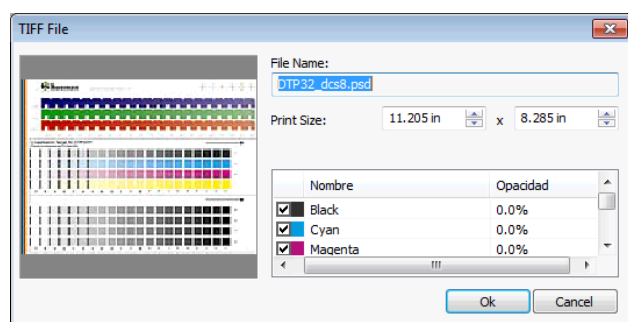 TIFF File
File Name:
DTP32_dcs8.psd
Print Size: 11.205 in x 8.285 in
Nombre Opacidad
Black 0.0%
Cyan 0.0%
Magenta 0.0%
Ok Cancel